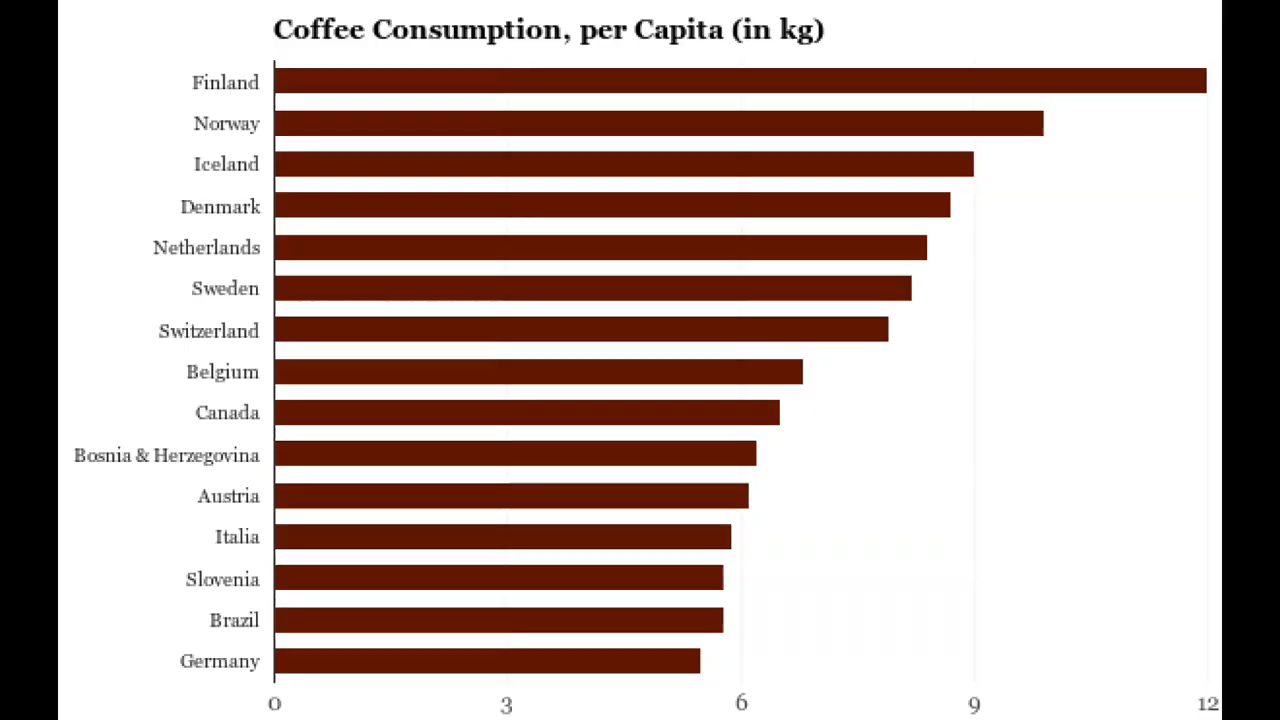 Coffee Consumption, per Capita (in kg)
Finland
Norway
Iceland
Denmark
Netherlands
Sweden
Switzerland
Belgium
Canada
Bosnia & Herzegovina
Austria
Italia
Slovenia
Brazil
Germany
0 3 6 9 12